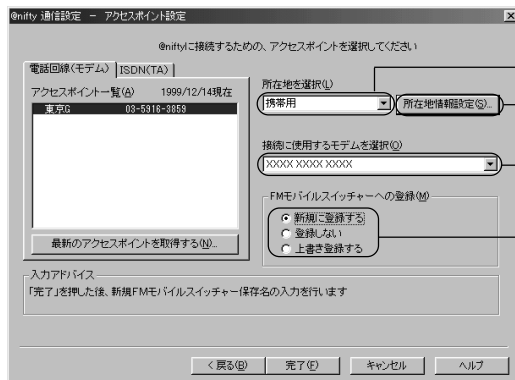 @nifty 通信設定 － アクセスポイント設定
@niftyに接続するための、アクセスポイントを選択してください
電話回線(モデム) ISDN(TA)
アクセスポイント一覧(A) 1999/12/14現在
東京G 03-5916-3859
最新のアクセスポイントを取得する(N)...
所在地を選択(L)
携帯用
所在地情報設定(S)...
接続に使用するモデムを選択(O)
XXXX XXXX XXXX
FMモバイルスイッチャーへの登録(M)
新規に登録する
登録しない
上書き登録する
入力アドバイス
「完了」を押した後、新規FMモバイルスイッチャー保存名の入力を行います
< 戻る(B) 完了(F) キャンセル ヘルプ